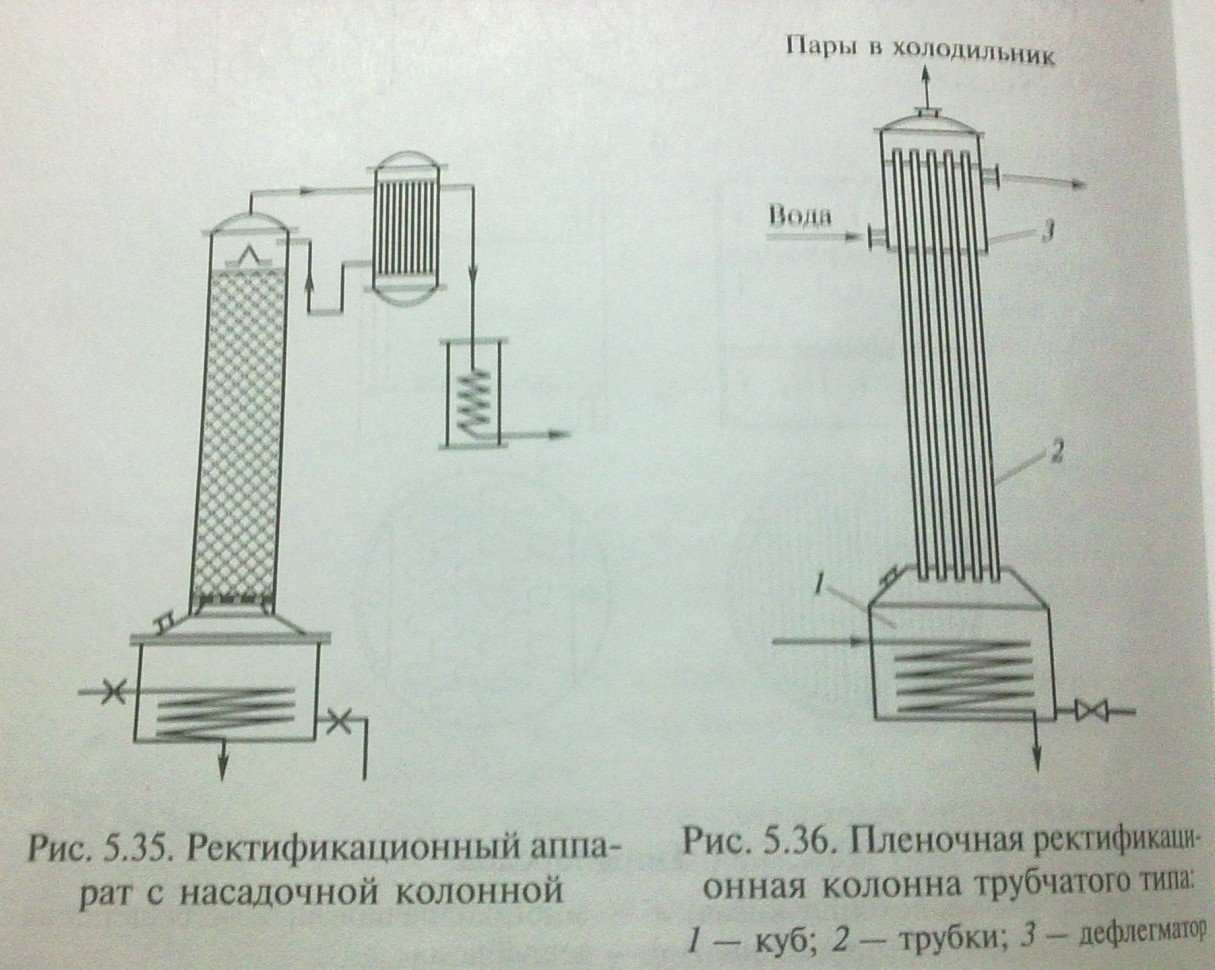 Пары в холодильник
Вода
3
2
1
Рис. 5.35. Ректификационный аппа-
рат с насадочной колонной
Рис. 5.36. Пленочная ректификаци-
онная колонна трубчатого типа:
1 — куб; 2 — трубки; 3 — дефлегматор